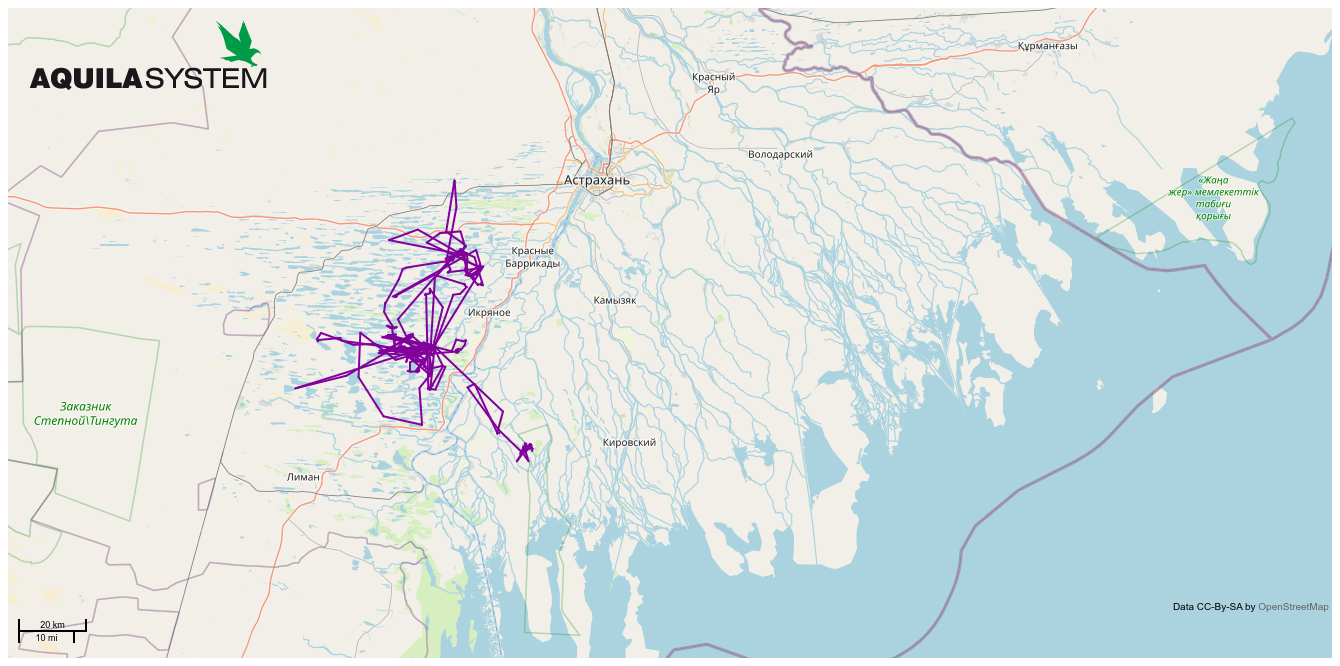 AQUILASYSTEM
Құрманғазы
Красный
Яр
Володарский
Астрахань
«Жаңа
жер» мемлекеттік
табиғи
қорығы
Красные
Баррикады
Камызяк
Икряное
Заказник
Степной\Тингута
Кировский
Лиман
Data CC-By-SA by OpenStreetMap
20 km
10 mi